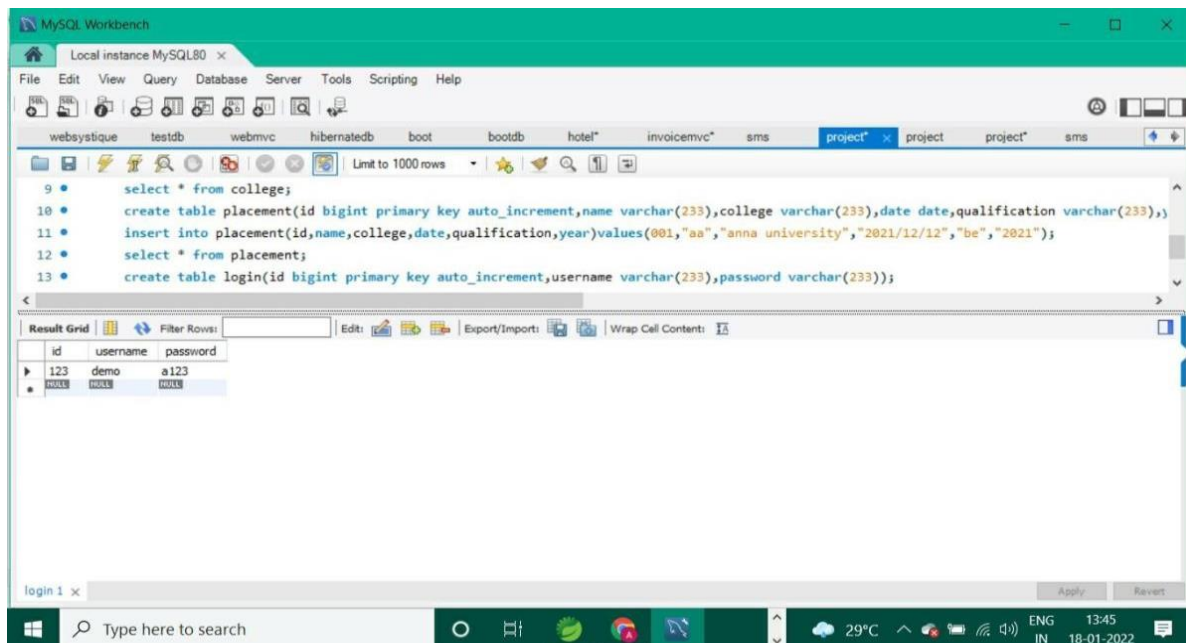 MySQL Workbench
Local instance MySQL80
File Edit View Query Database Server Tools Scripting Help
websystique testdb webmvc hibernatedb boot bootdb hotel* invoicemvc* sms project* project project* sms
Limit to 1000 rows
9 select * from college;
10 create table placement(id bigint primary key auto_increment,name varchar(233),college varchar(233),date date,qualification varchar(233),y
11 insert into placement(id,name,college,date,qualification,year)values(001,"aa","anna university","2021/12/12","be","2021");
12 select * from placement;
13 create table login(id bigint primary key auto_increment,username varchar(233),password varchar(233));
Result Grid Filter Rows: Edit: Export/Import: Wrap Cell Content:
id username password
123 demo a123
NULL NULL NULL
login 1 Apply Revert
Type here to search 29°C ENG IN 13:45 18-01-2022